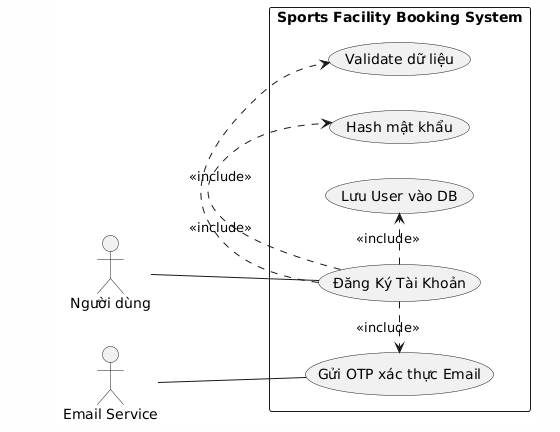 Sports Facility Booking System
Validate dữ liệu
Hash mật khẩu
«include»
Lưu User vào DB
«include»
«include»
Người dùng
Đăng Ký Tài Khoản
«include»
Gửi OTP xác thực Email
Email Service